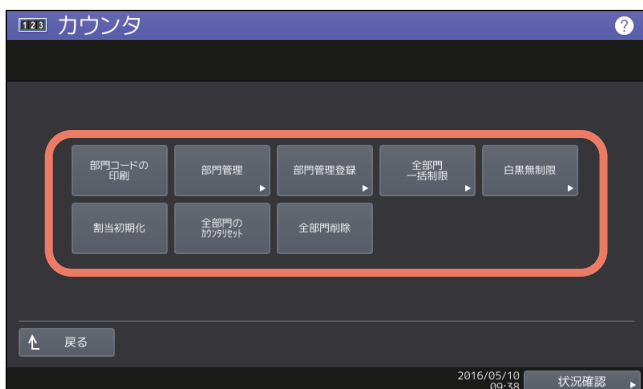 123 カウンタ
?
部門コードの
印刷
部門管理
部門管理登録
全部門
一括制限
白黒無制限
割当初期化
全部門の
ｶｳﾝﾀﾘｾｯﾄ
全部門削除
戻る
2016/05/10
09:38
状況確認